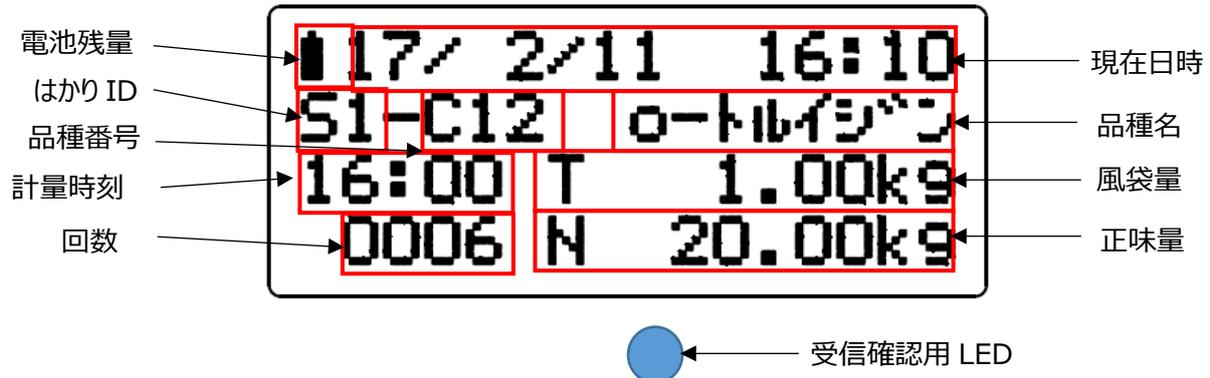 電池残量
はかり ID
品種番号
計量時刻
回数
17/ 2/11 16:10
S1-C12 ロートルイジン
16:00 T 1.00kg
0006 N 20.00kg
現在日時
品種名
風袋量
正味量
受信確認用 LED